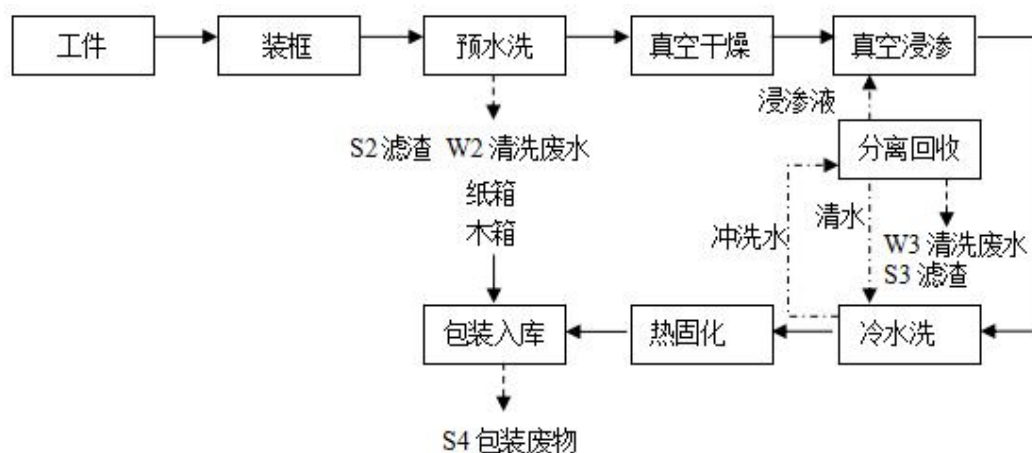 工件
装框
预水洗
真空干燥
真空浸渗
浸渗液
S2 滤渣 W2 清洗废水
分离回收
纸箱
木箱
冲洗水
清水
W3 清洗废水
S3 滤渣
包装入库
热固化
冷水洗
S4 包装废物